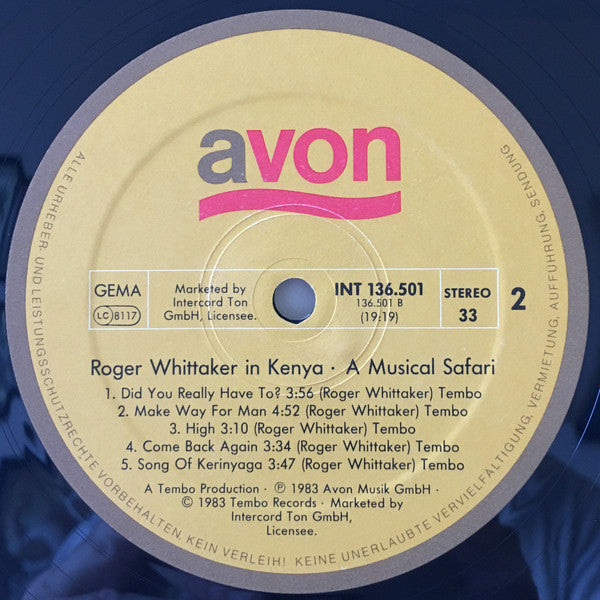 avon
GEMA
LC 8117
Marketed by
Intercord Ton
GmbH, Licensee.
INT 136.501
136.501 B
(19:19)
STEREO
33
2
Roger Whittaker in Kenya · A Musical Safari
1. Did You Really Have To? 3:56 (Roger Whittaker) Tembo
2. Make Way For Man 4:52 (Roger Whittaker) Tembo
3. High 3:10 (Roger Whittaker) Tembo
4. Come Back Again 3:34 (Roger Whittaker) Tembo
5. Song Of Kerinyaga 3:47 (Roger Whittaker) Tembo
A Tembo Production · ℗ 1983 Avon Musik GmbH ·
© 1983 Tembo Records · Marketed by
Intercord Ton GmbH,
Licensee.
ALLE URHEBER- UND LEISTUNGSSCHUTZRECHTE VORBEHALTEN. KEIN VERLEIH! KEINE UNERLAUBTE VERVIELFÄLTIGUNG, VERMIETUNG, AUFFÜHRUNG, SENDUNG